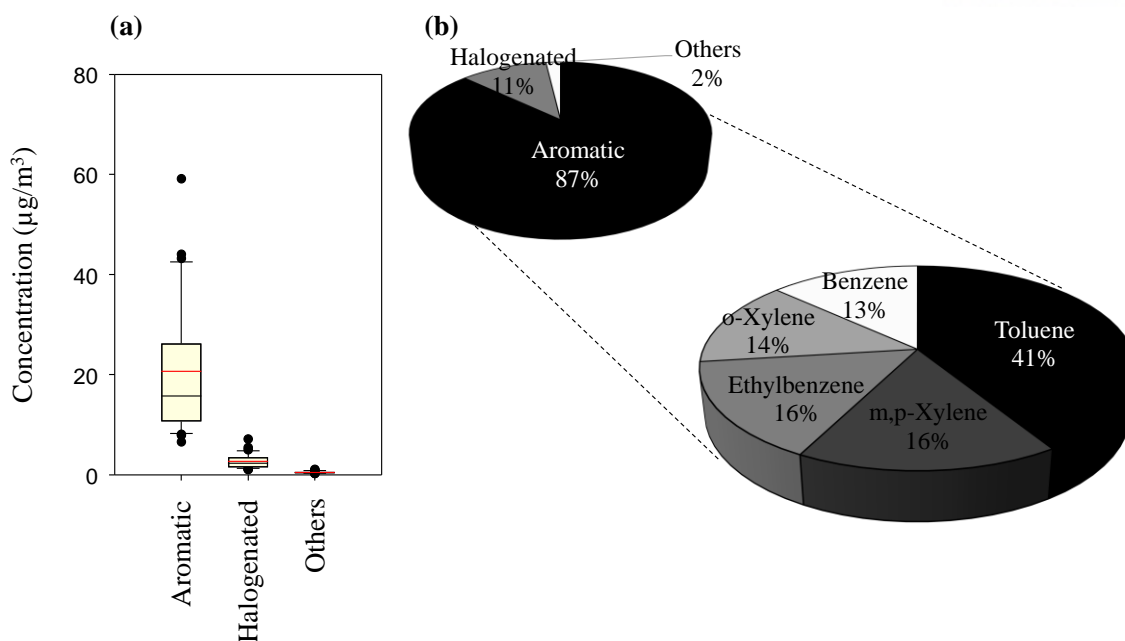 (a)
80
60
40
20
0
Concentration (µg/m³)
Aromatic
Halogenated
Others
(b)
Halogenated
11%
Others
2%
Aromatic
87%
Benzene
13%
Toluene
41%
o-Xylene
14%
Ethylbenzene
16%
m,p-Xylene
16%